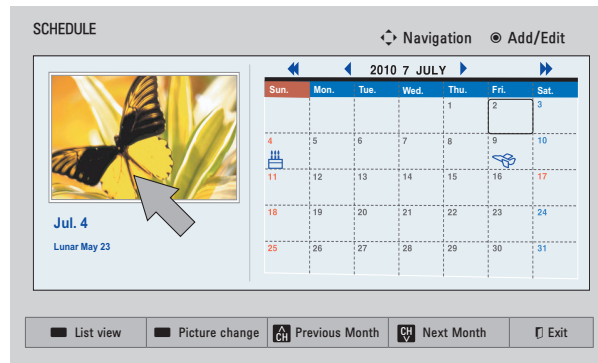 SCHEDULE
Navigation Add/Edit
2010 7 JULY
Sun. Mon. Tue. Wed. Thu. Fri. Sat.
1 2 3
4 5 6 7 8 9 10
11 12 13 14 15 16 17
18 19 20 21 22 23 24
25 26 27 28 29 30 31
Jul. 4
Lunar May 23
List view Picture change CH Previous Month CH Next Month Exit